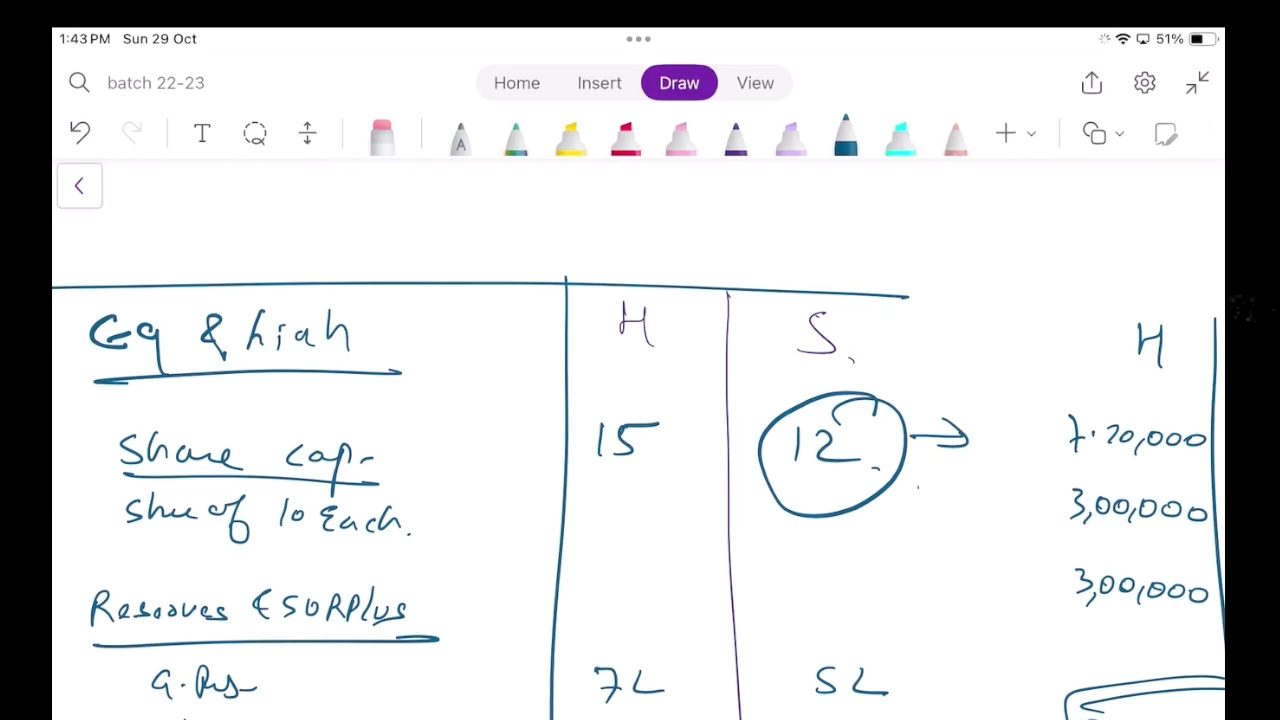 1:43 PM Sun 29 Oct 51%
batch 22-23 Home Insert Draw View
T A
Eq & Liab H S. H
Share cap- 15 12 → 7.20,000
Share of 10 Each. 3,00,000
3,00,000
Reserves & SURPlus
G. Res 7L 5L